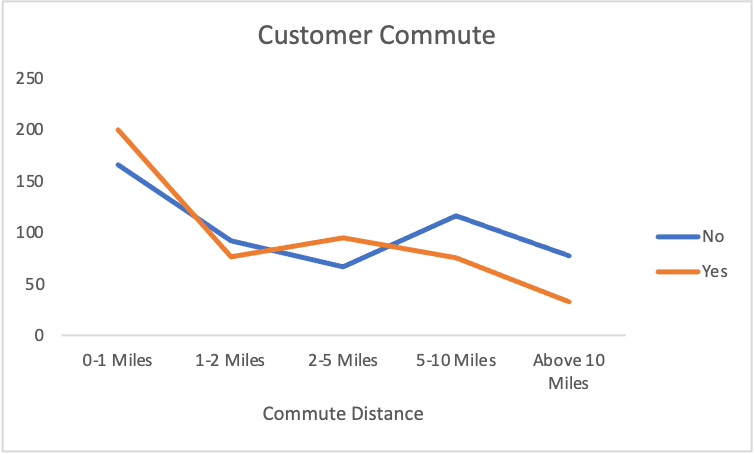 Customer Commute
250
200
150
100
50
0
No
Yes
0-1 Miles 1-2 Miles 2-5 Miles 5-10 Miles Above 10
Miles
Commute Distance